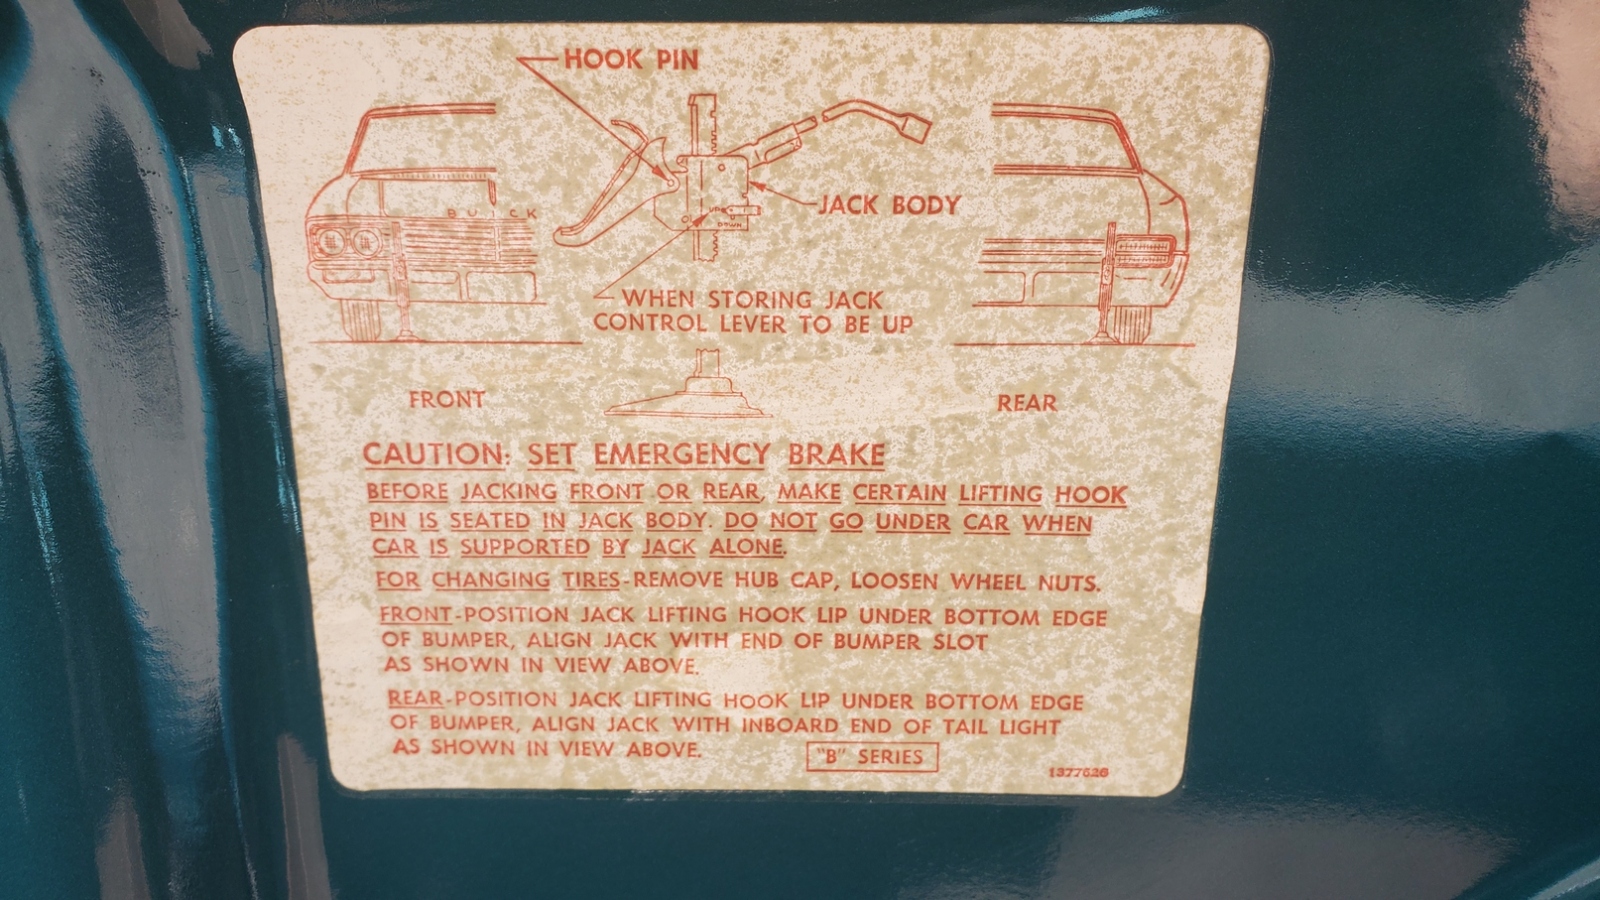 HOOK PIN
BUICK
JACK BODY
UP
DOWN
WHEN STORING JACK
CONTROL LEVER TO BE UP
FRONT
REAR
CAUTION: SET EMERGENCY BRAKE
BEFORE JACKING FRONT OR REAR, MAKE CERTAIN LIFTING HOOK
PIN IS SEATED IN JACK BODY. DO NOT GO UNDER CAR WHEN
CAR IS SUPPORTED BY JACK ALONE.
FOR CHANGING TIRES-REMOVE HUB CAP, LOOSEN WHEEL NUTS.
FRONT-POSITION JACK LIFTING HOOK LIP UNDER BOTTOM EDGE
OF BUMPER, ALIGN JACK WITH END OF BUMPER SLOT
AS SHOWN IN VIEW ABOVE.
REAR-POSITION JACK LIFTING HOOK LIP UNDER BOTTOM EDGE
OF BUMPER, ALIGN JACK WITH INBOARD END OF TAIL LIGHT
AS SHOWN IN VIEW ABOVE.
"B" SERIES
1377626